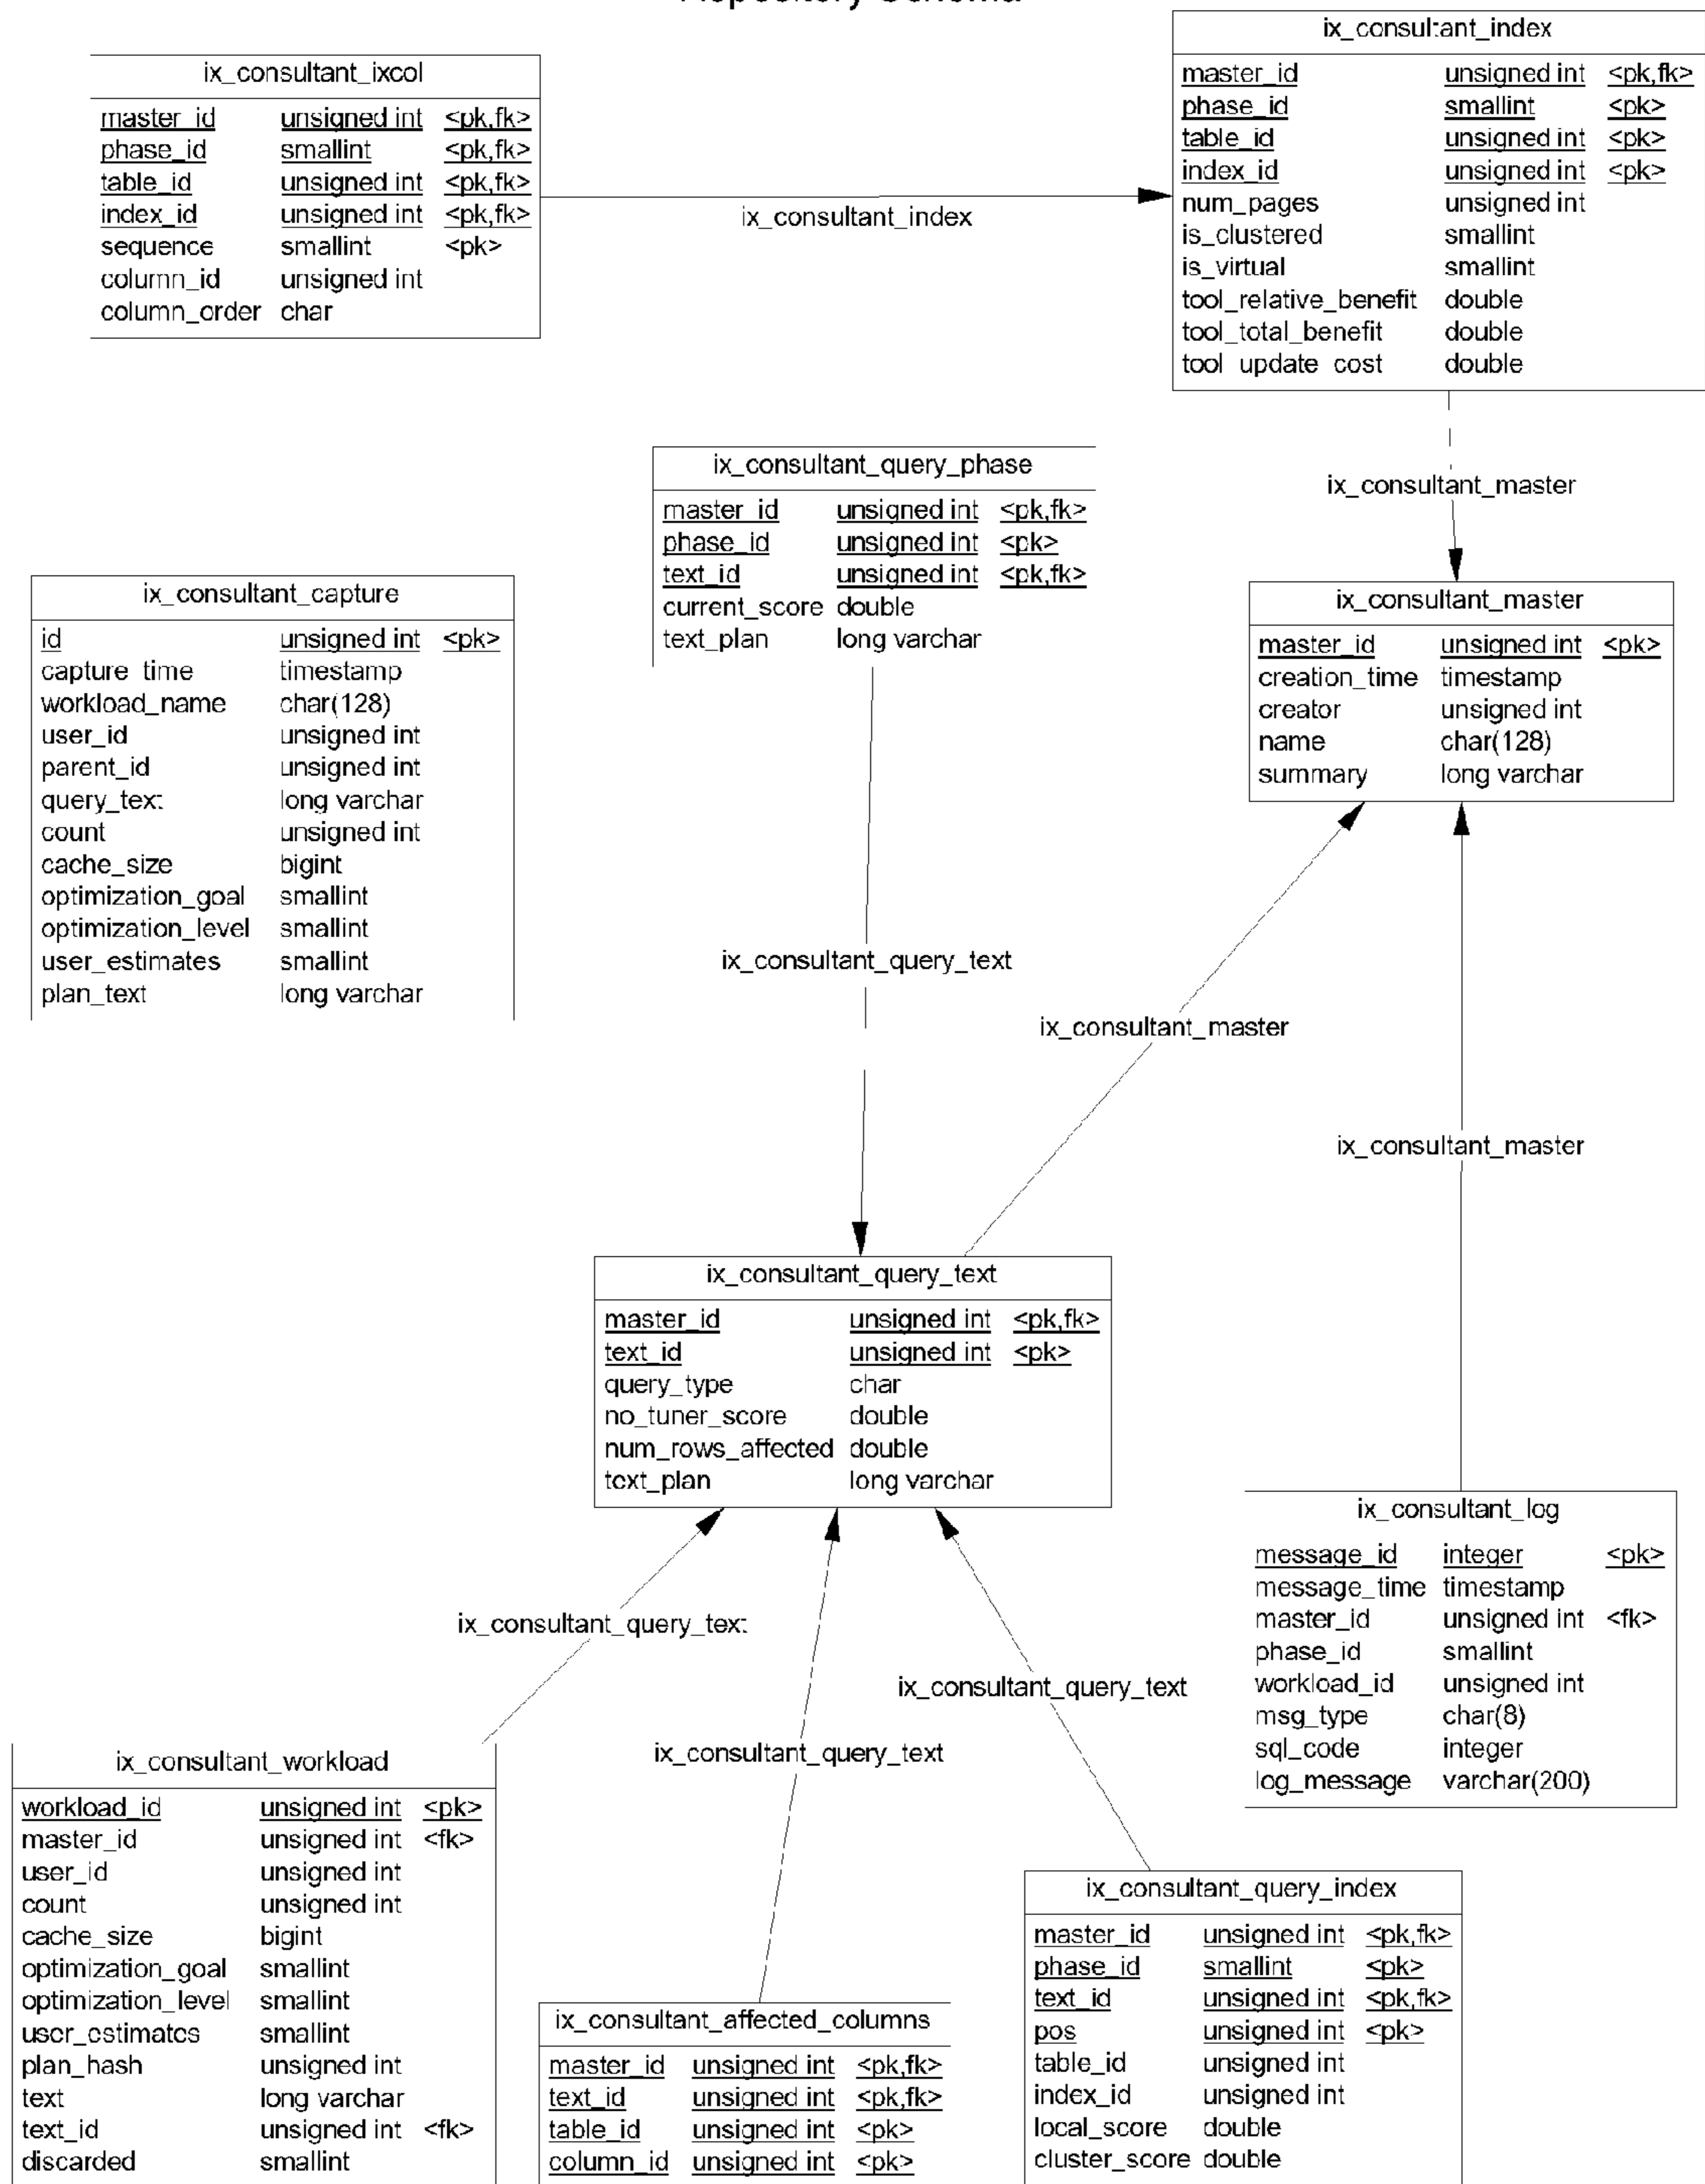 Repository Schema
ix_consultant_index
master_id unsigned int <pk,fk>
phase_id smallint <pk>
table_id unsigned int <pk>
index_id unsigned int <pk>
num_pages unsigned int
is_clustered smallint
is_virtual smallint
tool_relative_benefit double
tool_total_benefit double
tool_update_cost double
ix_consultant_ixcol
master_id unsigned int <pk,fk>
phase_id smallint <pk,fk>
table_id unsigned int <pk,fk>
index_id unsigned int <pk,fk>
sequence smallint <pk>
column_id unsigned int
column_order char
ix_consultant_index
ix_consultant_master
ix_consultant_query_phase
master_id unsigned int <pk,fk>
phase_id unsigned int <pk>
text_id unsigned int <pk,fk>
current_score double
text_plan long varchar
ix_consultant_capture
id unsigned int <pk>
capture_time timestamp
workload_name char(128)
user_id unsigned int
parent_id unsigned int
query_text long varchar
count unsigned int
cache_size bigint
optimization_goal smallint
optimization_level smallint
user_estimates smallint
plan_text long varchar
ix_consultant_master
master_id unsigned int <pk>
creation_time timestamp
creator unsigned int
name char(128)
summary long varchar
ix_consultant_query_text
ix_consultant_master
ix_consultant_master
ix_consultant_query_text
master_id unsigned int <pk,fk>
text_id unsigned int <pk>
query_type char
no_tuner_score double
num_rows_affected double
text_plan long varchar
ix_consultant_log
message_id integer <pk>
message_time timestamp
master_id unsigned int <fk>
phase_id smallint
workload_id unsigned int
msg_type char(8)
sql_code integer
log_message varchar(200)
ix_consultant_query_text
ix_consultant_query_text
ix_consultant_query_text
ix_consultant_workload
workload_id unsigned int <pk>
master_id unsigned int <fk>
user_id unsigned int
count unsigned int
cache_size bigint
optimization_goal smallint
optimization_level smallint
user_estimates smallint
plan_hash unsigned int
text long varchar
text_id unsigned int <fk>
discarded smallint
ix_consultant_affected_columns
master_id unsigned int <pk,fk>
text_id unsigned int <pk,fk>
table_id unsigned int <pk>
column_id unsigned int <pk>
ix_consultant_query_index
master_id unsigned int <pk,fk>
phase_id smallint <pk>
text_id unsigned int <pk,fk>
pos unsigned int <pk>
table_id unsigned int
index_id unsigned int
local_score double
cluster_score double